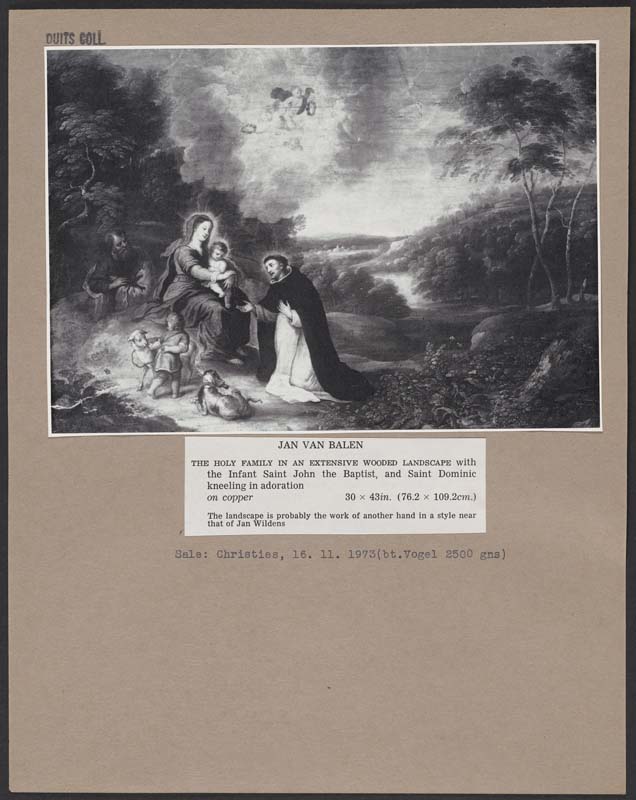 DUITS COLL.
JAN VAN BALEN
THE HOLY FAMILY IN AN EXTENSIVE WOODED LANDSCAPE with
the Infant Saint John the Baptist, and Saint Dominic
kneeling in adoration
on copper 30 × 43in. (76.2 × 109.2cm.)
The landscape is probably the work of another hand in a style near
that of Jan Wildens
Sale: Christies, 16. 11. 1973(bt.Vogel 2500 gns)